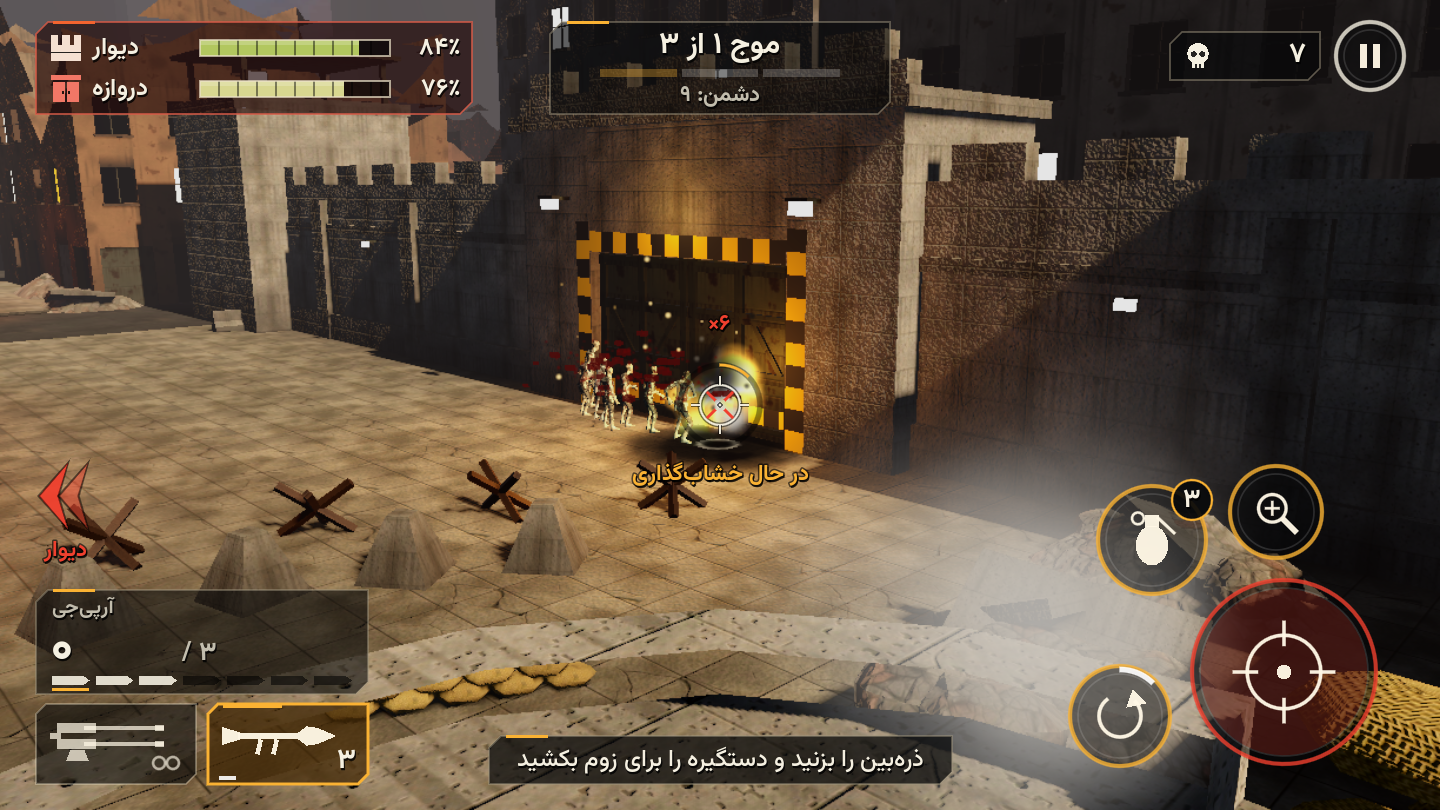 دیوار ۸۴٪
دروازه ۷۶٪
موج ۱ از ۳
دشمن: ۹
۷
×۶
در حال خشاب‌گذاری
دیوار
۳
آرپی‌جی
/ ۳
∞
۳
ذره‌بین را بزنید و دستگیره را برای زوم بکشید